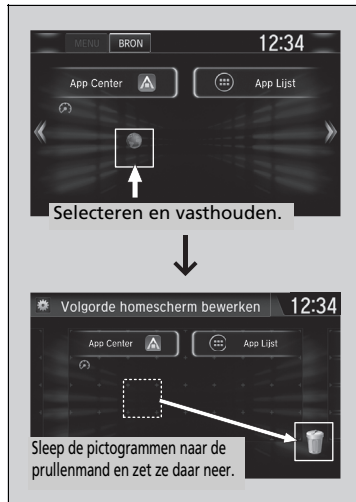 MENU BRON 12:34
App Center App Lijst
Selecteren en vasthouden.
Volgorde homescherm bewerken 12:34
App Center App Lijst
Sleep de pictogrammen naar de
prullenmand en zet ze daar neer.